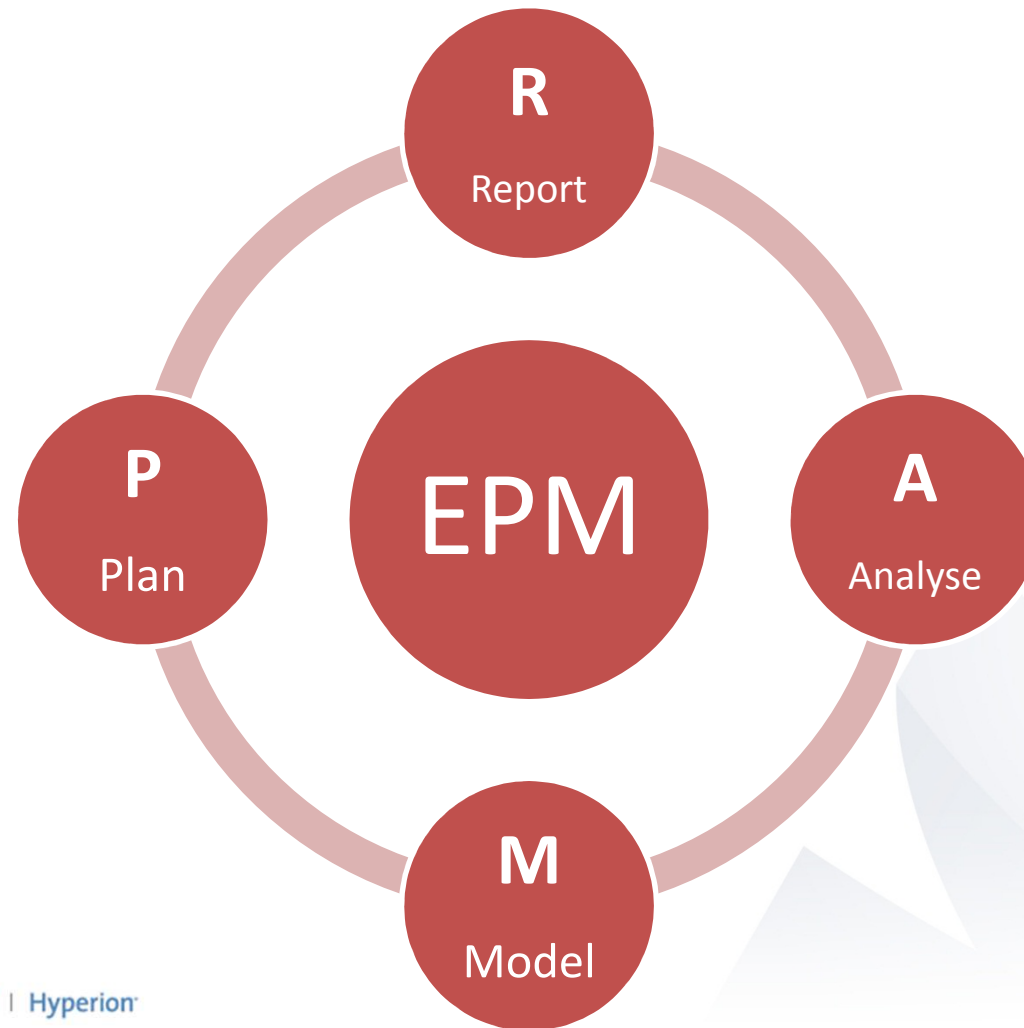 R
Report
P
Plan
EPM
A
Analyse
M
Model
| Hyperion